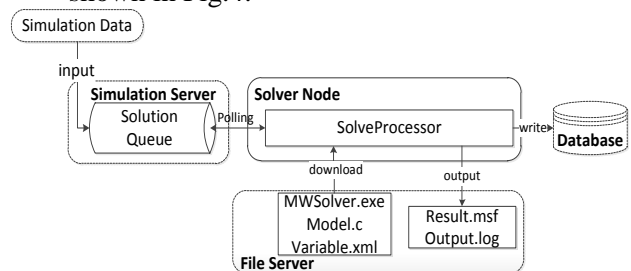 shown in Fig.4.
Simulation Data
input
Simulation Server
Solution
Queue
Polling
Solver Node
SolveProcessor
write
Database
download
output
MWSolver.exe
Model.c
Variable.xml
Result.msf
Output.log
File Server